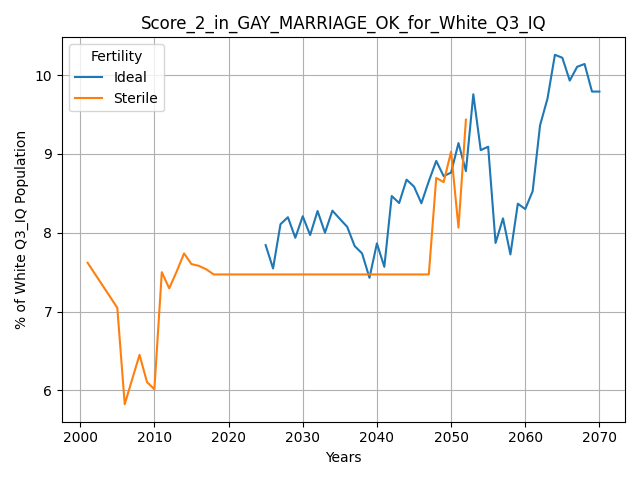 Score_2_in_GAY_MARRIAGE_OK_for_White_Q3_IQ
Fertility
Ideal
Sterile
% of White Q3_IQ Population
10
9
8
7
6
2000 2010 2020 2030 2040 2050 2060 2070
Years